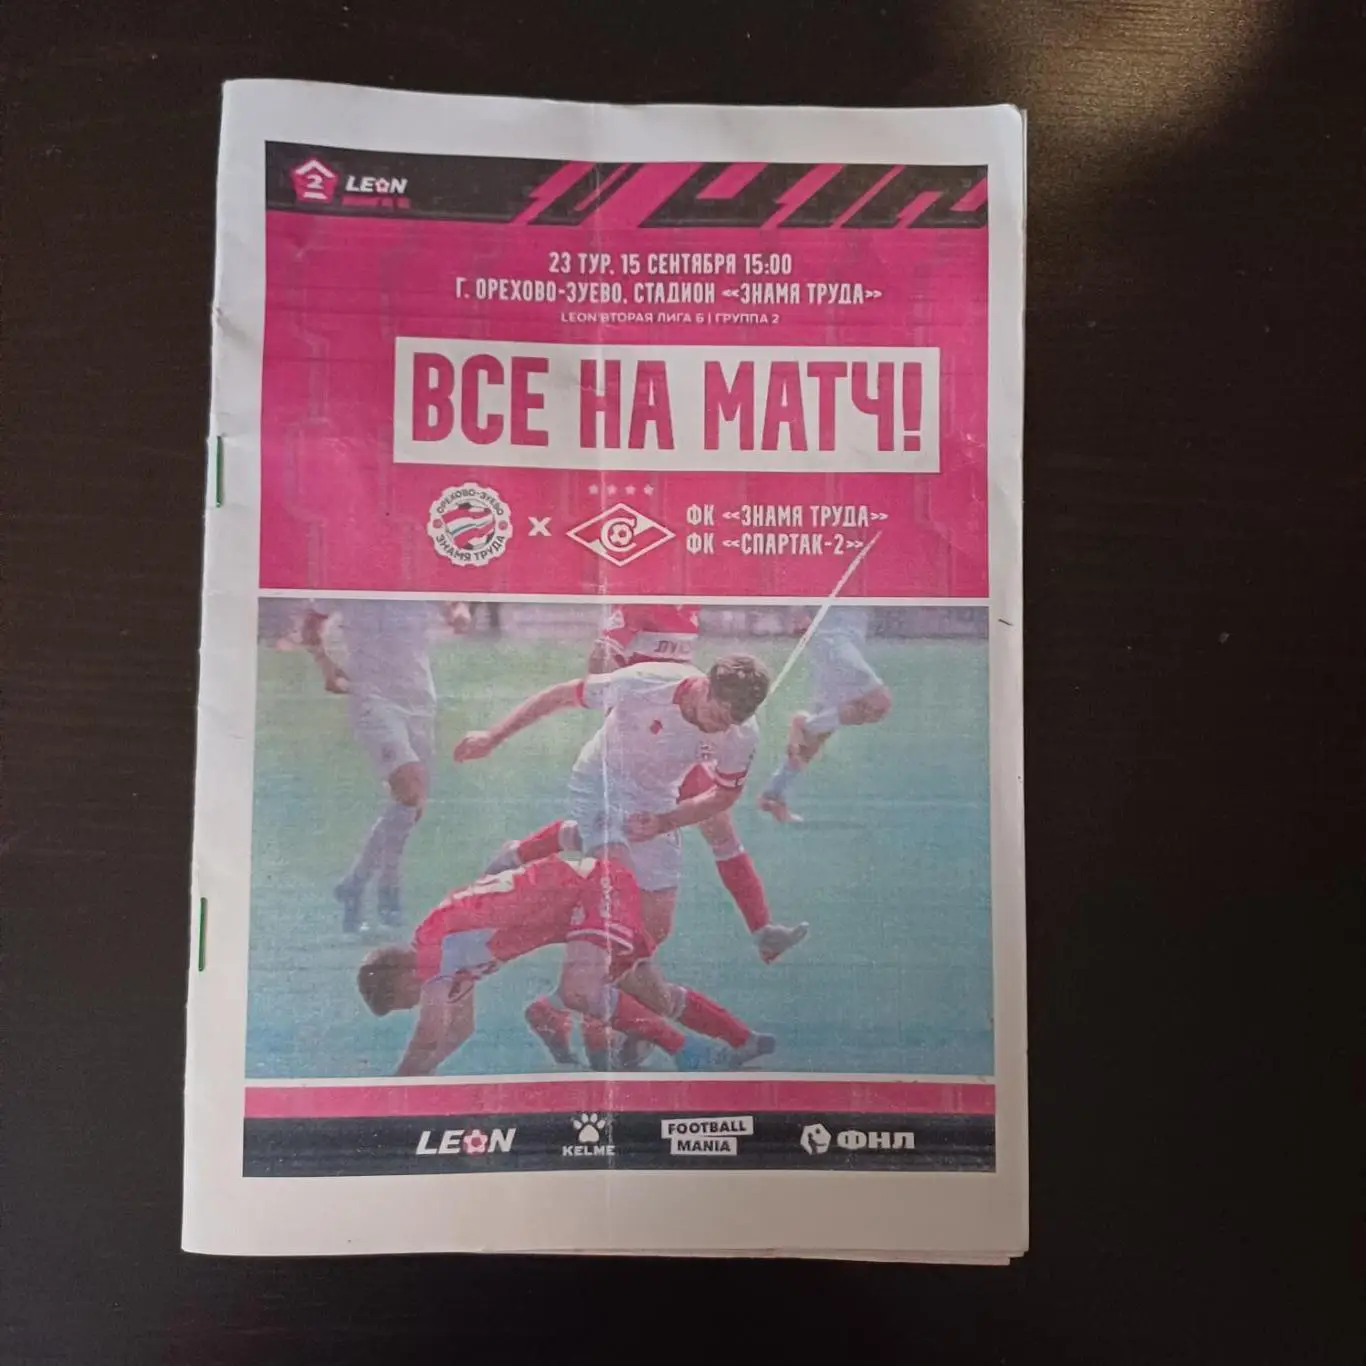 2 LEON
23 ТУР. 15 СЕНТЯБРЯ 15:00
Г. ОРЕХОВО-ЗУЕВО, СТАДИОН «ЗНАМЯ ТРУДА»
LEON ВТОРАЯ ЛИГА Б | ГРУППА 2
ВСЕ НА МАТЧ!
ОРЕХОВО-ЗУЕВО
ЗНАМЯ ТРУДА
X
ФК «ЗНАМЯ ТРУДА»
ФК «СПАРТАК-2»
LEON
KELME
FOOTBALL
MANIA
ФНЛ